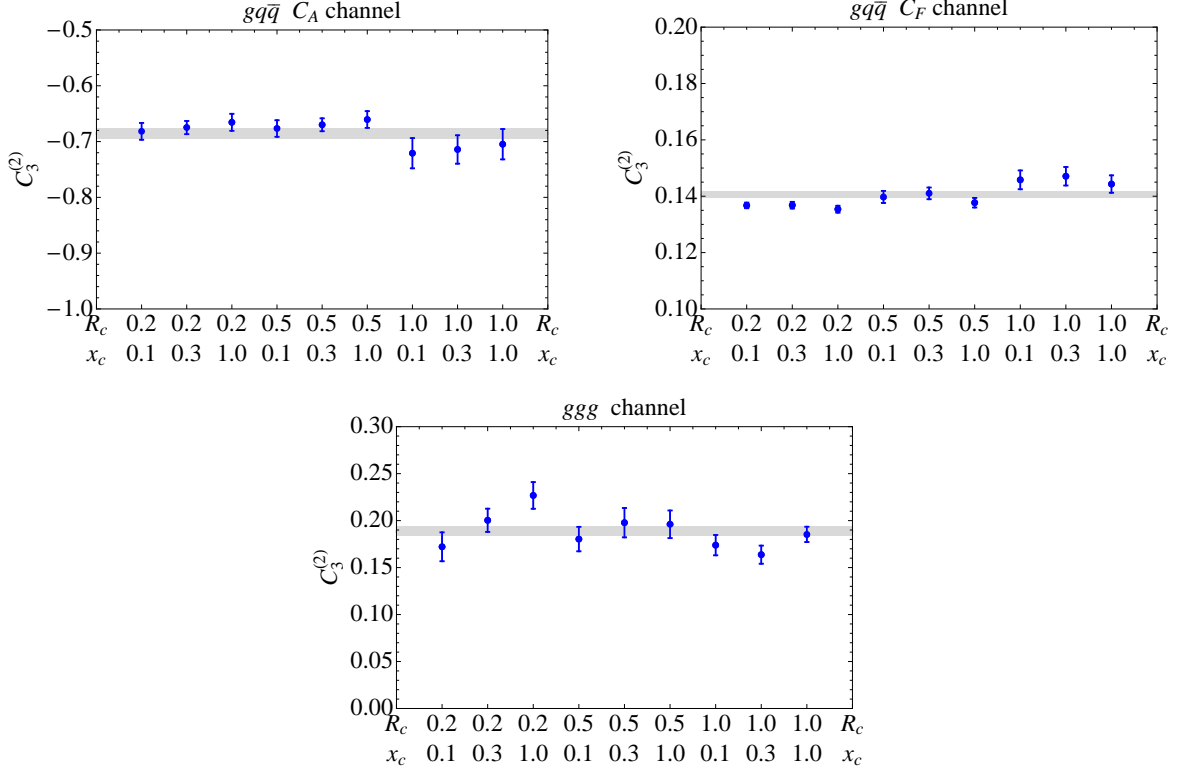 gqq̅ C_A channel
−0.5
−0.6
−0.7
−0.8
−0.9
−1.0
C_3^{(2)}
R_c 0.2 0.2 0.2 0.5 0.5 0.5 1.0 1.0 1.0 R_c
x_c 0.1 0.3 1.0 0.1 0.3 1.0 0.1 0.3 1.0 x_c
gqq̅ C_F channel
0.20
0.18
0.16
0.14
0.12
0.10
C_3^{(2)}
R_c 0.2 0.2 0.2 0.5 0.5 0.5 1.0 1.0 1.0 R_c
x_c 0.1 0.3 1.0 0.1 0.3 1.0 0.1 0.3 1.0 x_c
ggg channel
0.30
0.25
0.20
0.15
0.10
0.05
0.00
C_3^{(2)}
R_c 0.2 0.2 0.2 0.5 0.5 0.5 1.0 1.0 1.0 R_c
x_c 0.1 0.3 1.0 0.1 0.3 1.0 0.1 0.3 1.0 x_c